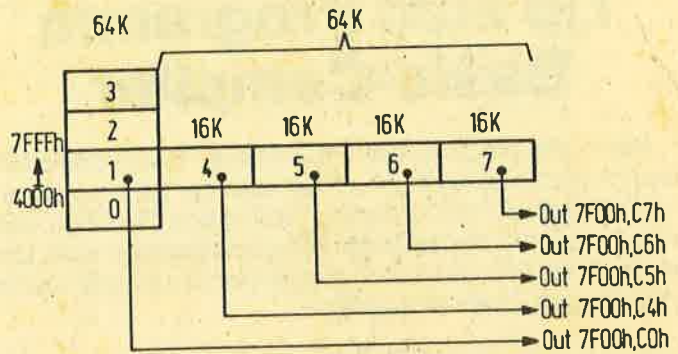 64K 64K
3
2
7FFFh 16K 16K 16K 16K
1 4 5 6 7
4000h
0
Out 7F00h,C7h
Out 7F00h,C6h
Out 7F00h,C5h
Out 7F00h,C4h
Out 7F00h,C0h